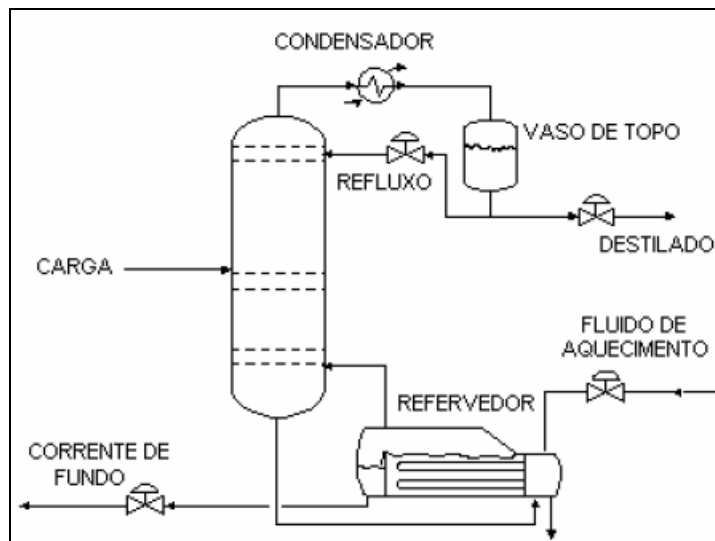 CONDENSADOR
VASO DE TOPO
REFLUXO
DESTILADO
CARGA
FLUIDO DE
AQUECIMENTO
REFERVEDOR
CORRENTE DE
FUNDO